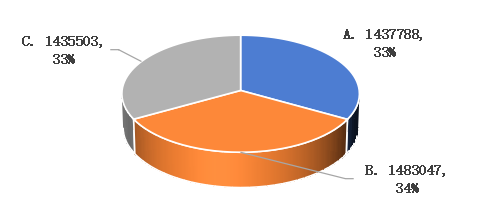 C. 1435503,
33%
A. 1437788,
33%
B. 1483047,
34%